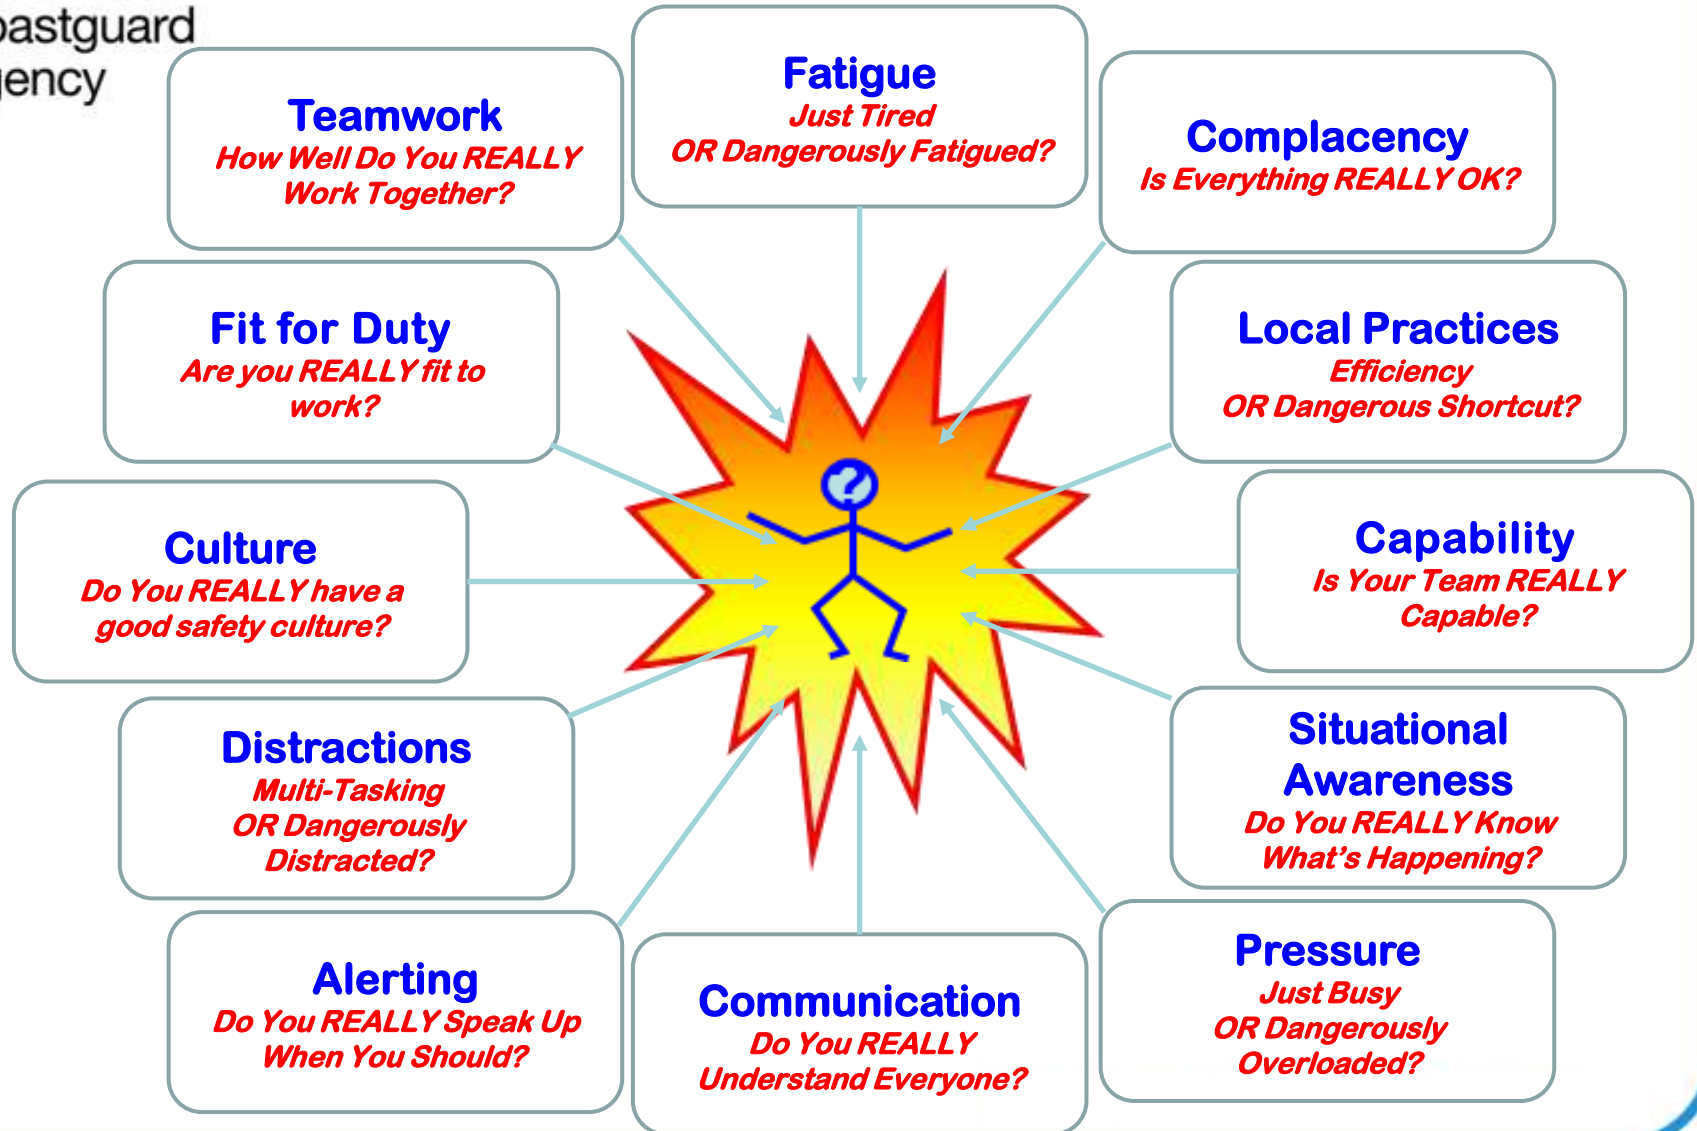 oastguard
gency
Teamwork
How Well Do You REALLY
Work Together?
Fatigue
Just Tired
OR Dangerously Fatigued?
Complacency
Is Everything REALLY OK?
Fit for Duty
Are you REALLY fit to
work?
Local Practices
Efficiency
OR Dangerous Shortcut?
?
Culture
Do You REALLY have a
good safety culture?
Capability
Is Your Team REALLY
Capable?
Distractions
Multi-Tasking
OR Dangerously
Distracted?
Situational
Awareness
Do You REALLY Know
What's Happening?
Alerting
Do You REALLY Speak Up
When You Should?
Communication
Do You REALLY
Understand Everyone?
Pressure
Just Busy
OR Dangerously
Overloaded?